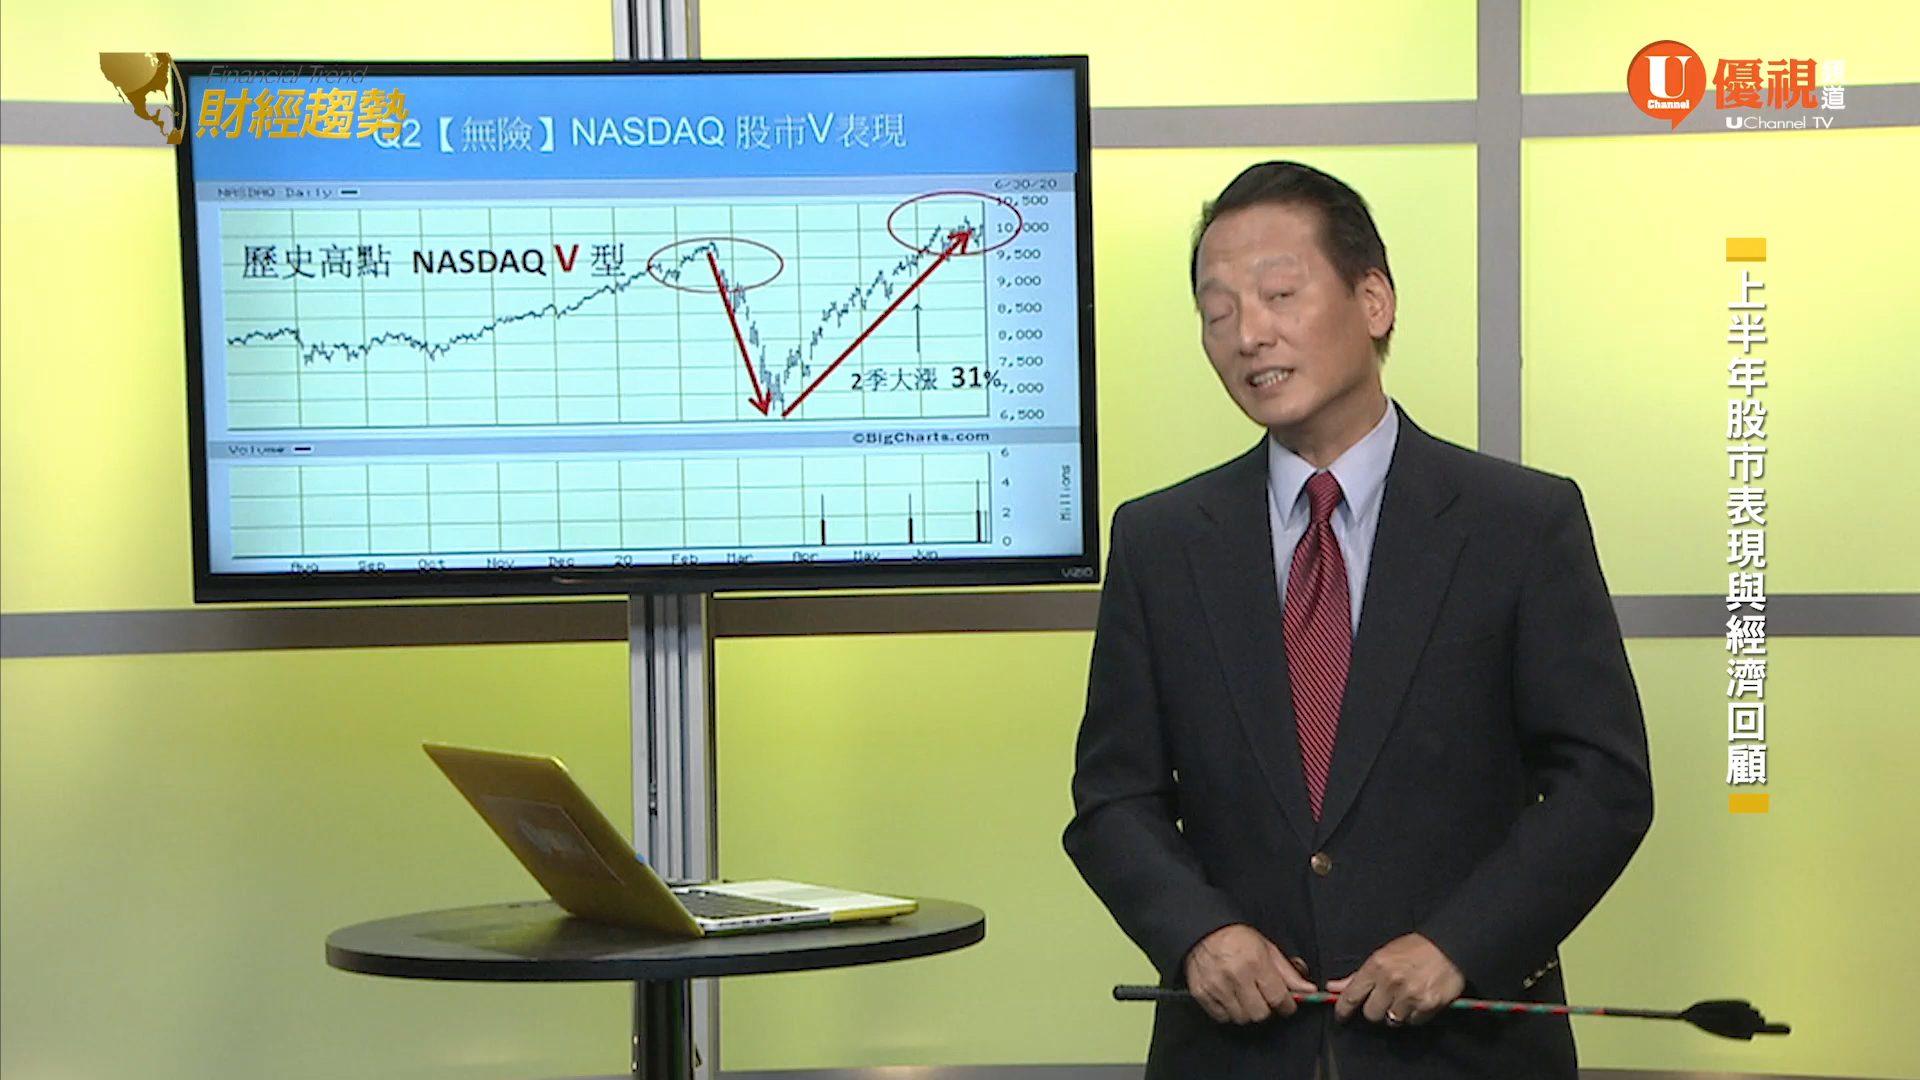 Financial Trend
財經趨勢
Q2【無險】NASDAQ 股市V表現
NASDAQ Daily
6/30/20
歷史高點 NASDAQ V 型
2季大漲 31%
10,500
10,000
9,500
9,000
8,500
8,000
7,500
7,000
6,500
©BigCharts.com
Volume
6
4
2
0
Millions
Aug Sep Oct Nov Dec 20 Feb Mar Apr May Jun
VIZIO
U Channel
優視頻道
UChannel TV
上半年股市表現與經濟回顧